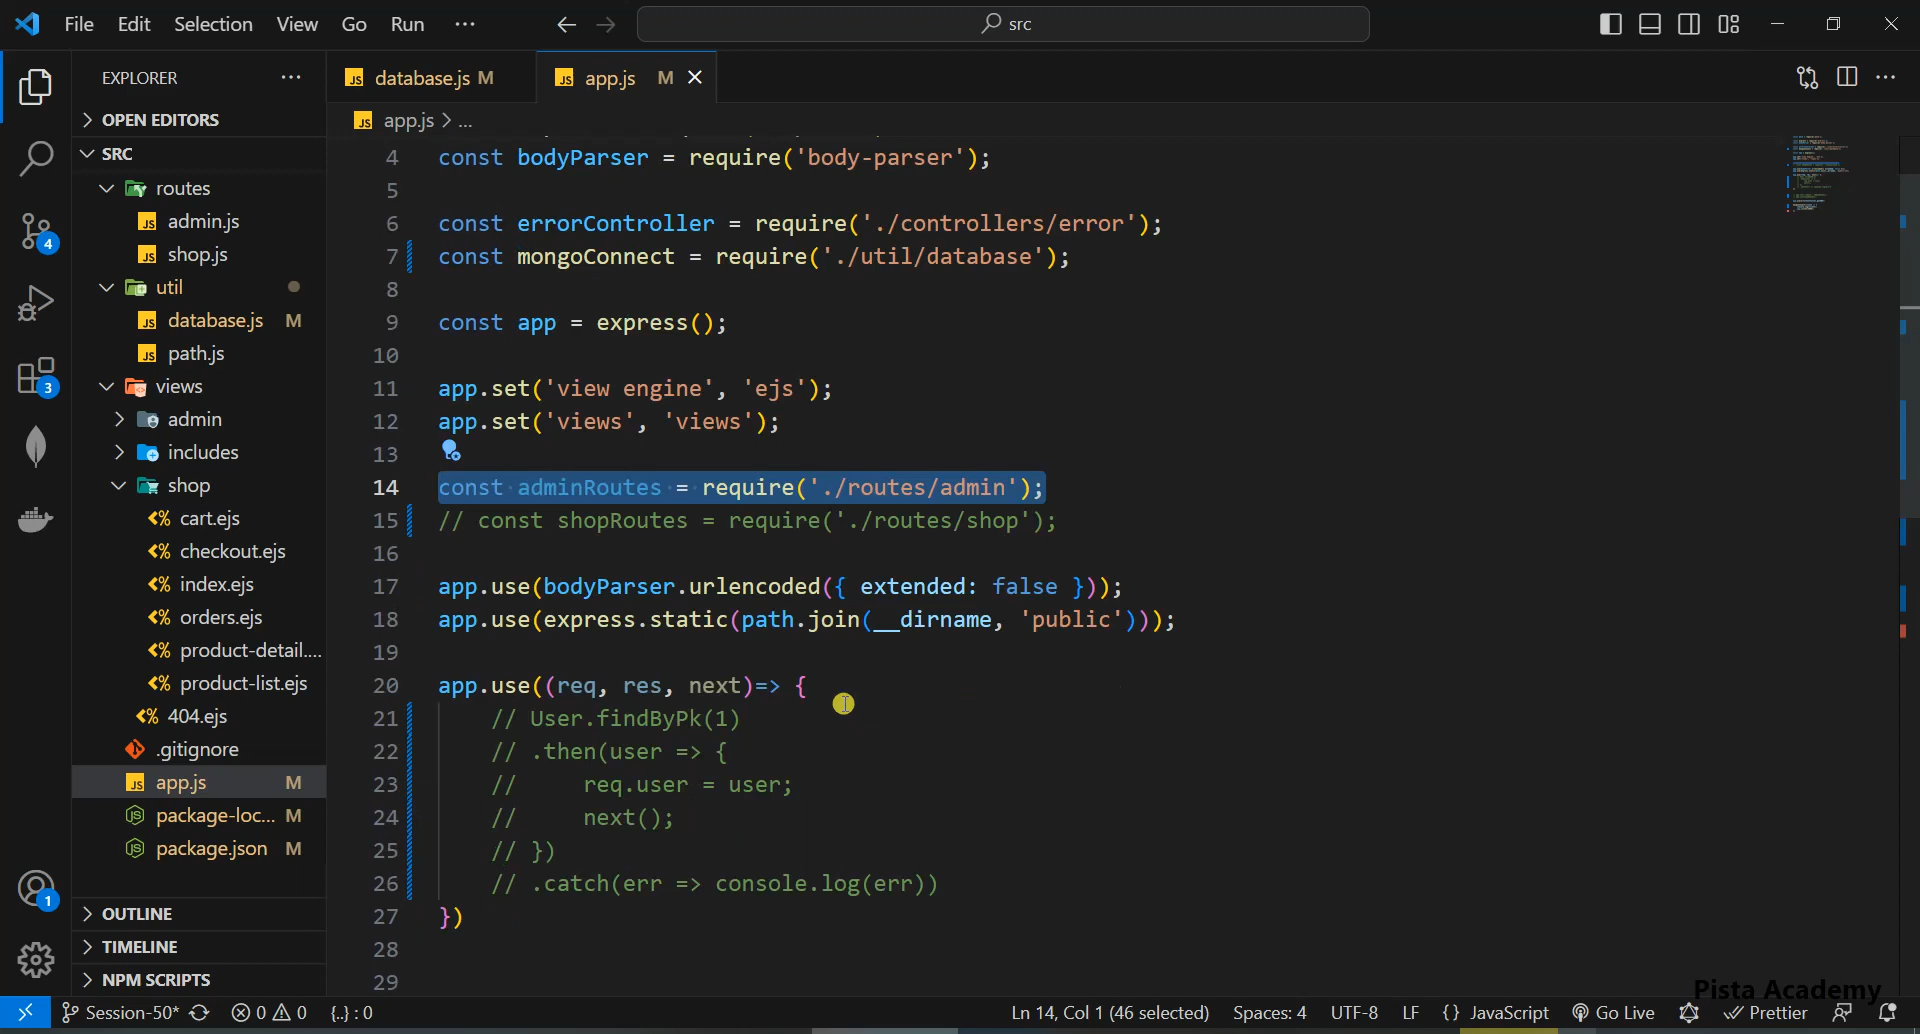 File Edit Selection View Go Run ··· src
EXPLORER ···
OPEN EDITORS
SRC
routes
admin.js
shop.js
util
database.js M
path.js
views
admin
includes
shop
cart.ejs
checkout.ejs
index.ejs
orders.ejs
product-detail....
product-list.ejs
404.ejs
.gitignore
app.js M
package-loc... M
package.json M
OUTLINE
TIMELINE
NPM SCRIPTS
4
3
1
JS database.js M JS app.js M
JS app.js > ...
4 const bodyParser = require('body-parser');
5
6 const errorController = require('./controllers/error');
7 const mongoConnect = require('./util/database');
8
9 const app = express();
10
11 app.set('view engine', 'ejs');
12 app.set('views', 'views');
13
14 const adminRoutes = require('./routes/admin');
15 // const shopRoutes = require('./routes/shop');
16
17 app.use(bodyParser.urlencoded({ extended: false }));
18 app.use(express.static(path.join(__dirname, 'public')));
19
20 app.use((req, res, next)=> {
21 // User.findByPk(1)
22 // .then(user => {
23 //     req.user = user;
24 //     next();
25 // })
26 // .catch(err => console.log(err))
27 })
28
29
Pista Academy
Session-50* 0 0 {..} : 0 Ln 14, Col 1 (46 selected) Spaces: 4 UTF-8 LF {} JavaScript Go Live Prettier